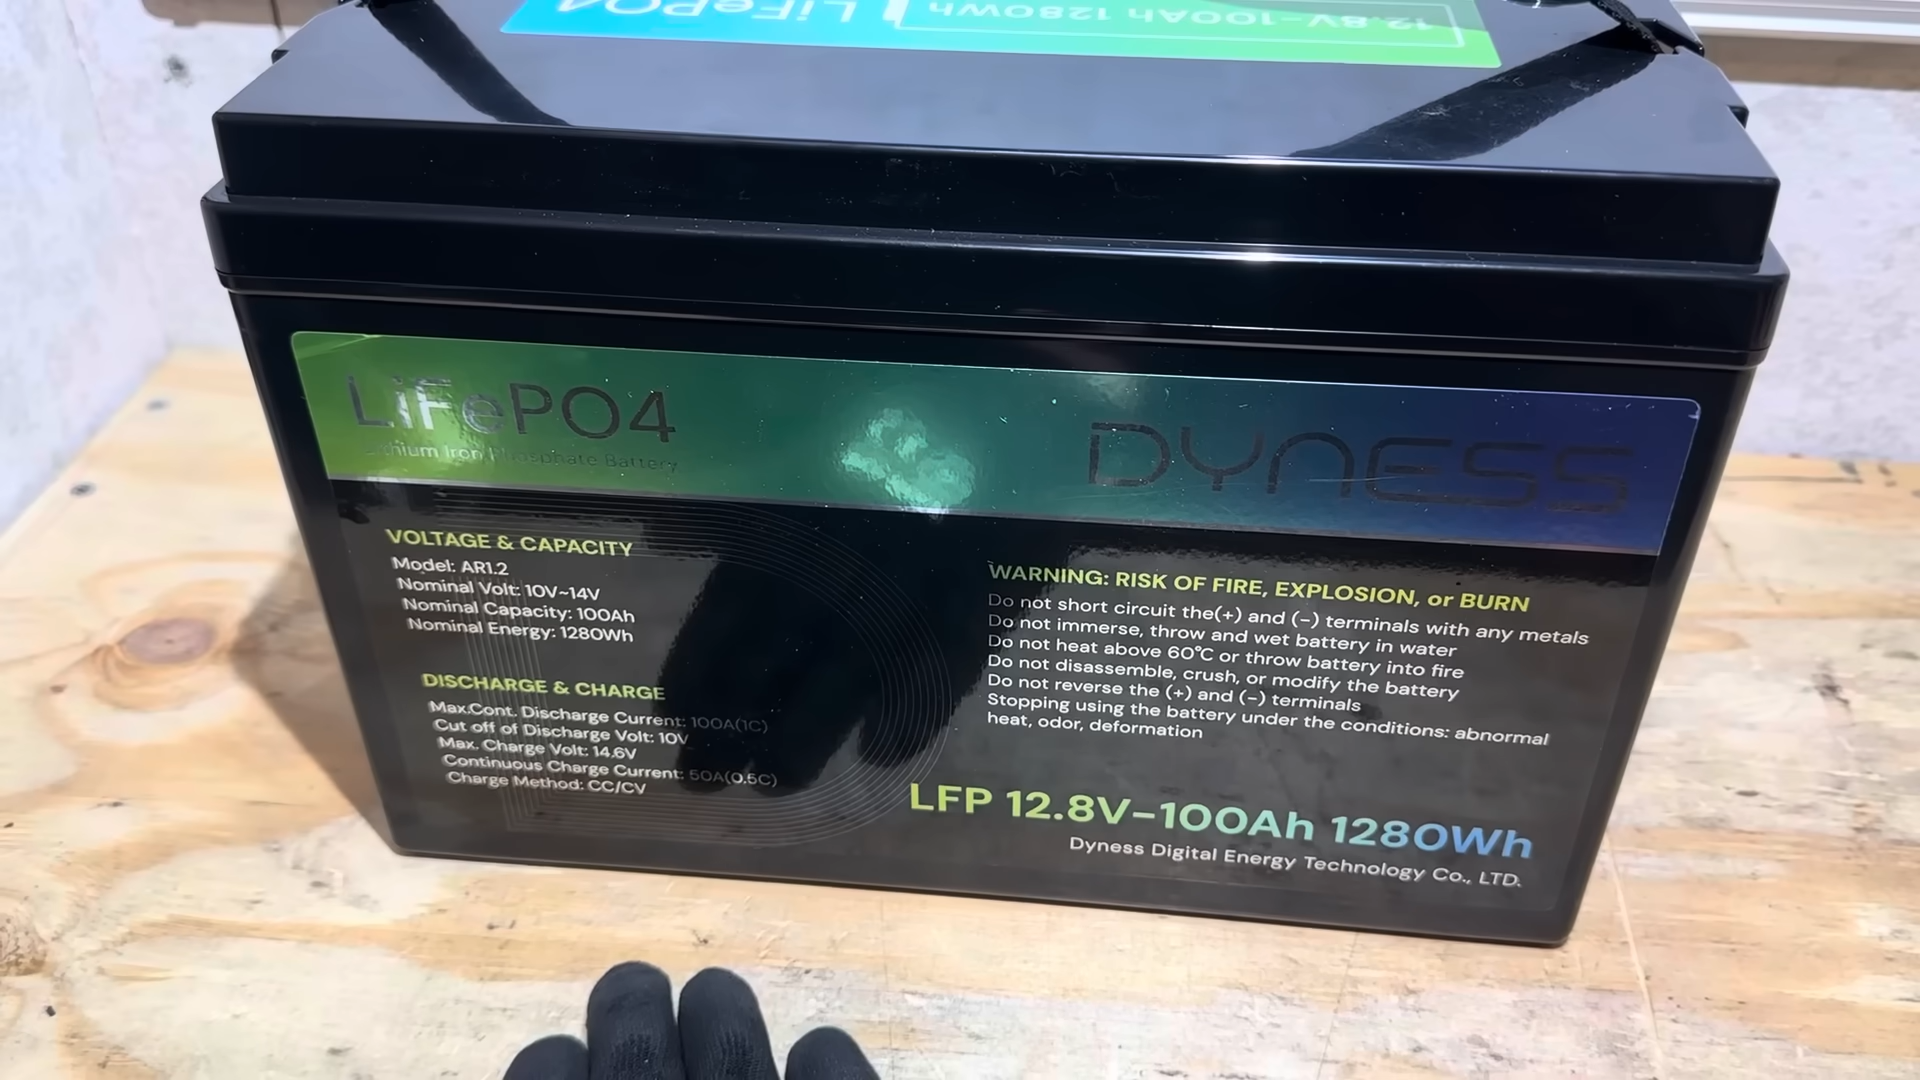 LiFePO4
12.8V-100Ah 1280Wh
LiFePO4
Lithium Iron Phosphate Battery
DYNESS
VOLTAGE & CAPACITY
Model: AR1.2
Nominal Volt: 10V~14V
Nominal Capacity: 100Ah
Nominal Energy: 1280Wh
DISCHARGE & CHARGE
Max.Cont. Discharge Current: 100A(1C)
Cut off of Discharge Volt: 10V
Max. Charge Volt: 14.6V
Continuous Charge Current: 50A(0.5C)
Charge Method: CC/CV
WARNING: RISK OF FIRE, EXPLOSION, or BURN
Do not short circuit the(+) and (-) terminals with any metals
Do not immerse, throw and wet battery in water
Do not heat above 60°C or throw battery into fire
Do not disassemble, crush, or modify the battery
Do not reverse the (+) and (-) terminals
Stopping using the battery under the conditions: abnormal
heat, odor, deformation
LFP 12.8V-100Ah 1280Wh
Dyness Digital Energy Technology Co., LTD.